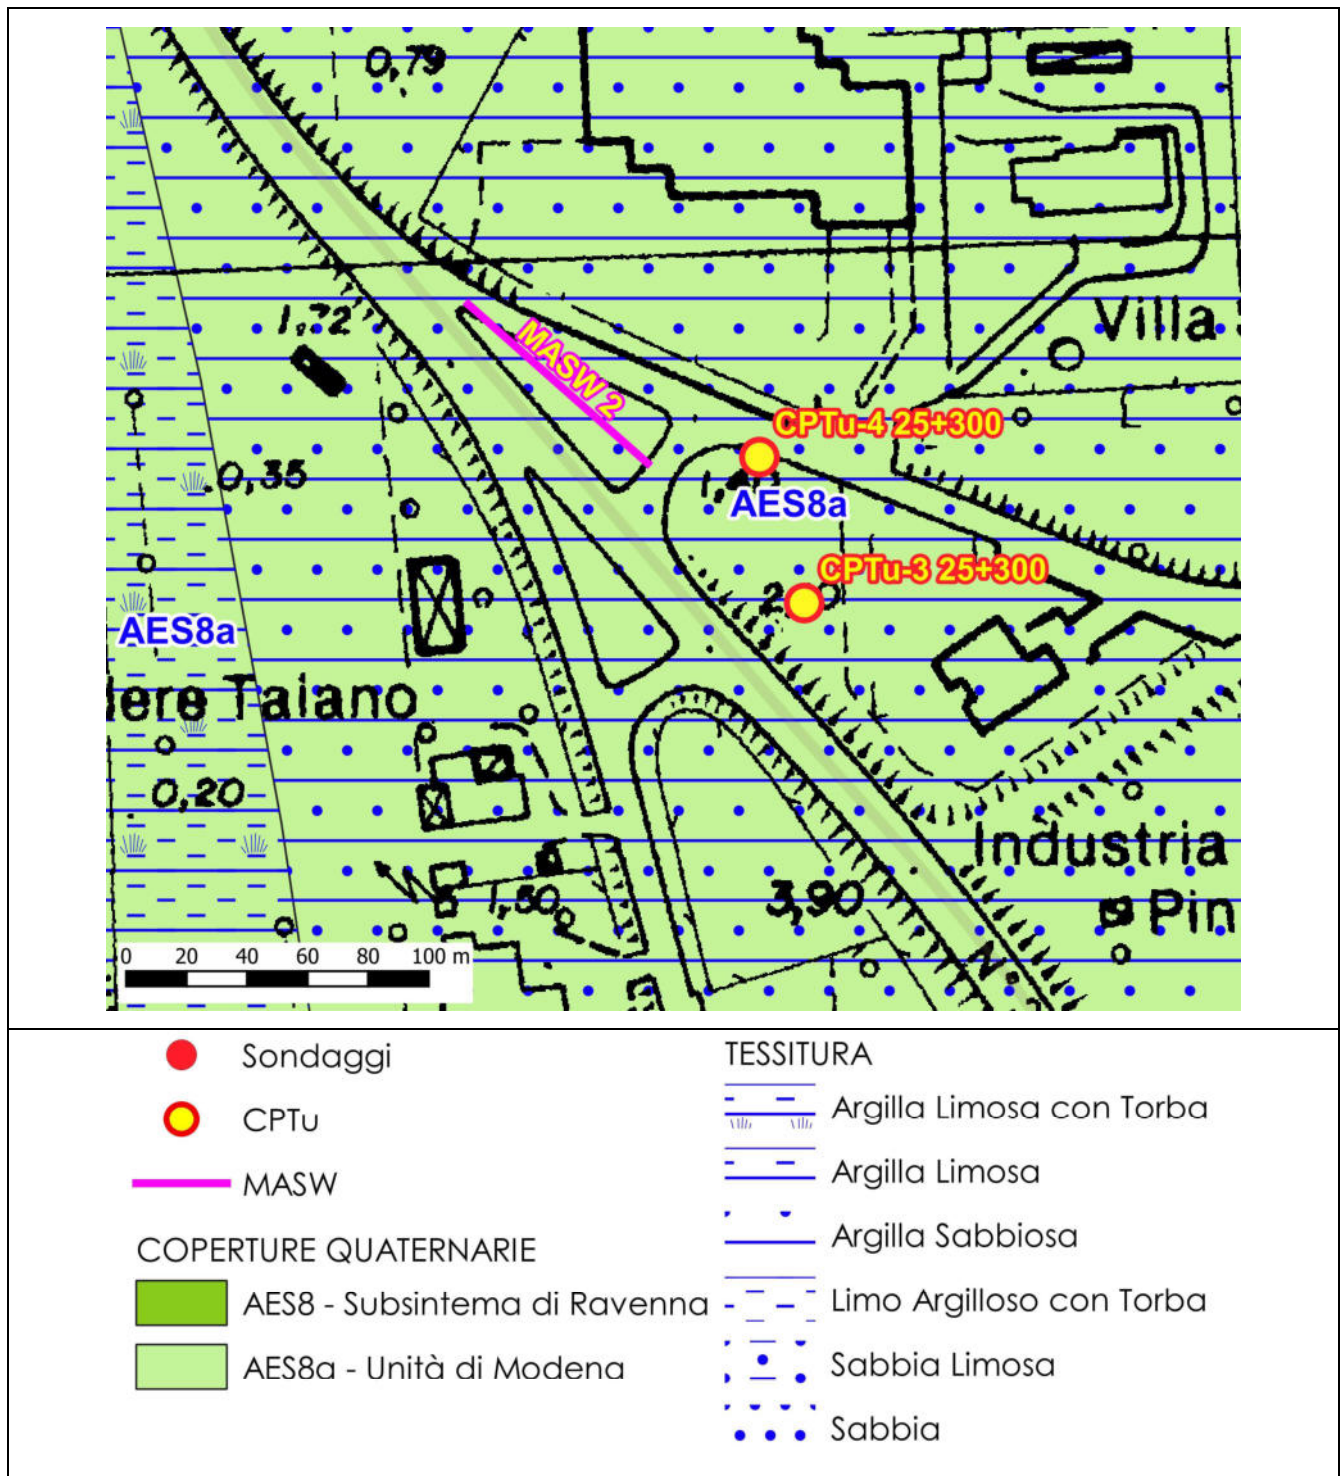 0,79
1,72
Villa
MASW 2
CPTu-4 25+300
0,35
AES8a
CPTu-3 25+300
AES8a
dere Taiano
0,20
Industria
1,50
3,90
Pin
N°
0 20 40 60 80 100 m
Sondaggi
CPTu
MASW
COPERTURE QUATERNARIE
AES8 - Subsintema di Ravenna
AES8a - Unità di Modena
TESSITURA
Argilla Limosa con Torba
Argilla Limosa
Argilla Sabbiosa
Limo Argilloso con Torba
Sabbia Limosa
Sabbia